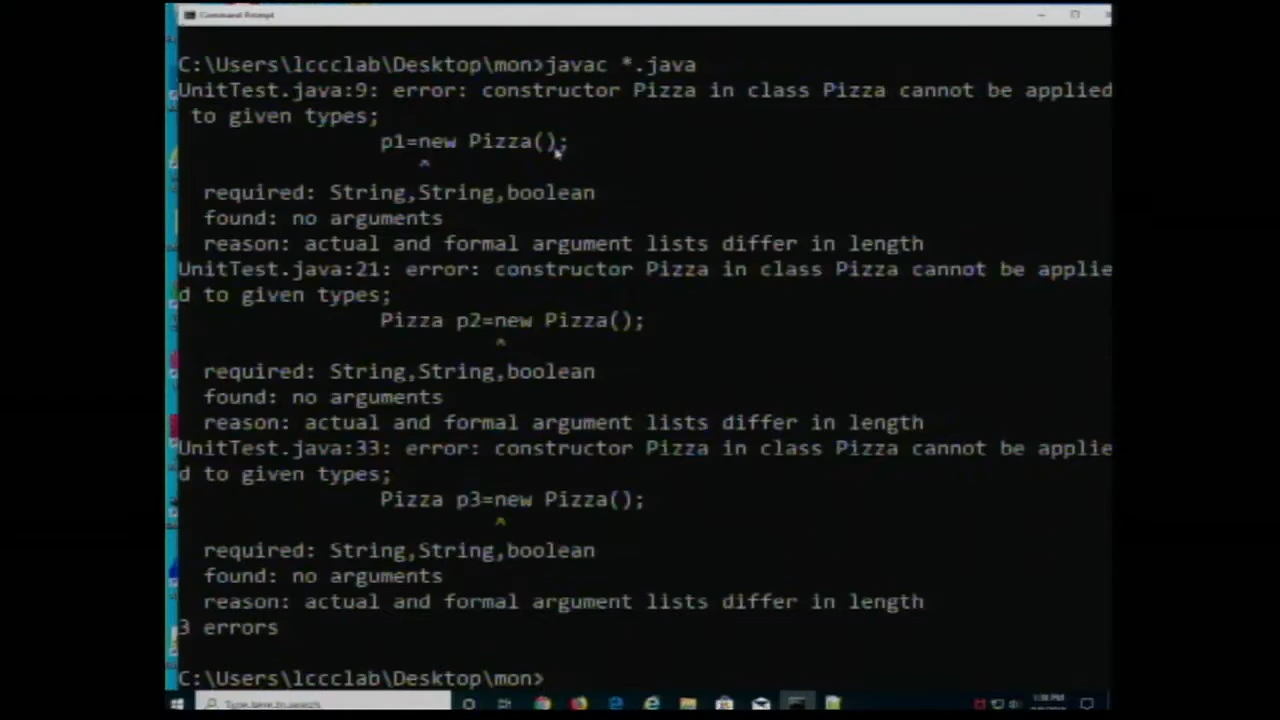 Command Prompt
C:\Users\lccclab\Desktop\mon>javac *.java
UnitTest.java:9: error: constructor Pizza in class Pizza cannot be applied
to given types;
p1=new Pizza();
^
required: String,String,boolean
found: no arguments
reason: actual and formal argument lists differ in length
UnitTest.java:21: error: constructor Pizza in class Pizza cannot be applie
d to given types;
Pizza p2=new Pizza();
^
required: String,String,boolean
found: no arguments
reason: actual and formal argument lists differ in length
UnitTest.java:33: error: constructor Pizza in class Pizza cannot be applie
d to given types;
Pizza p3=new Pizza();
^
required: String,String,boolean
found: no arguments
reason: actual and formal argument lists differ in length
3 errors
C:\Users\lccclab\Desktop\mon>
Type here to search